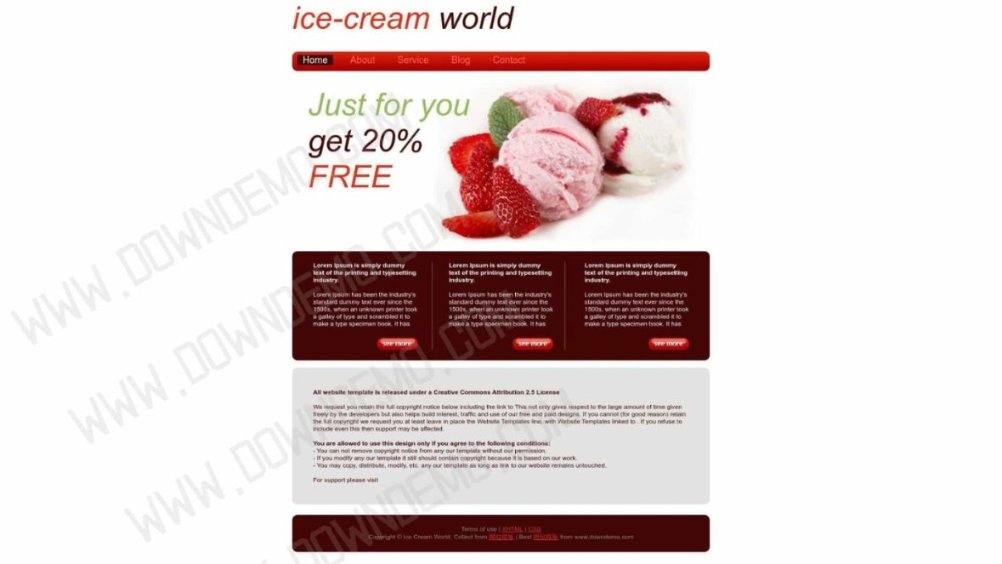 ice-cream world
Home About Service Blog Contact
Just for you
get 20%
FREE
Lorem Ipsum is simply dummy
text of the printing and typesetting
industry.
Lorem Ipsum has been the industry's
standard dummy text ever since the
1500s, when an unknown printer took
a galley of type and scrambled it to
make a type specimen book. It has
see more
Lorem Ipsum is simply dummy
text of the printing and typesetting
industry.
Lorem Ipsum has been the industry's
standard dummy text ever since the
1500s, when an unknown printer took
a galley of type and scrambled it to
make a type specimen book. It has
see more
Lorem Ipsum is simply dummy
text of the printing and typesetting
industry.
Lorem Ipsum has been the industry's
standard dummy text ever since the
1500s, when an unknown printer took
a galley of type and scrambled it to
make a type specimen book. It has
see more
All website template is released under a Creative Commons Attribution 2.5 License
We request you retain the full copyright notice below including the link to This not only gives respect to the large amount of time given
freely by the developers but also helps build interest, traffic and use of our free and paid designs. If you cannot (for good reason) retain
the full copyright we request you at least leave in place the Website Templates line, with Website Templates linked to . If you refuse to
include even this then support may be affected.
You are allowed to use this design only if you agree to the following conditions:
- You can not remove copyright notice from any our template without our permission.
- If you modify any our template it still should contain copyright because it is based on our work.
- You may copy, distribute, modify, etc. any our template as long as link to our website remains untouched.
For support please visit
Terms of use | XHTML | CSS
Copyright © Ice Cream World. Collect from 网站模板 | Best 网站模板 from www.downdemo.com
WWW.DOWNDEMO.COM
WWW.DOWNDEMO.COM
WWW.DOWNDEMO.COM